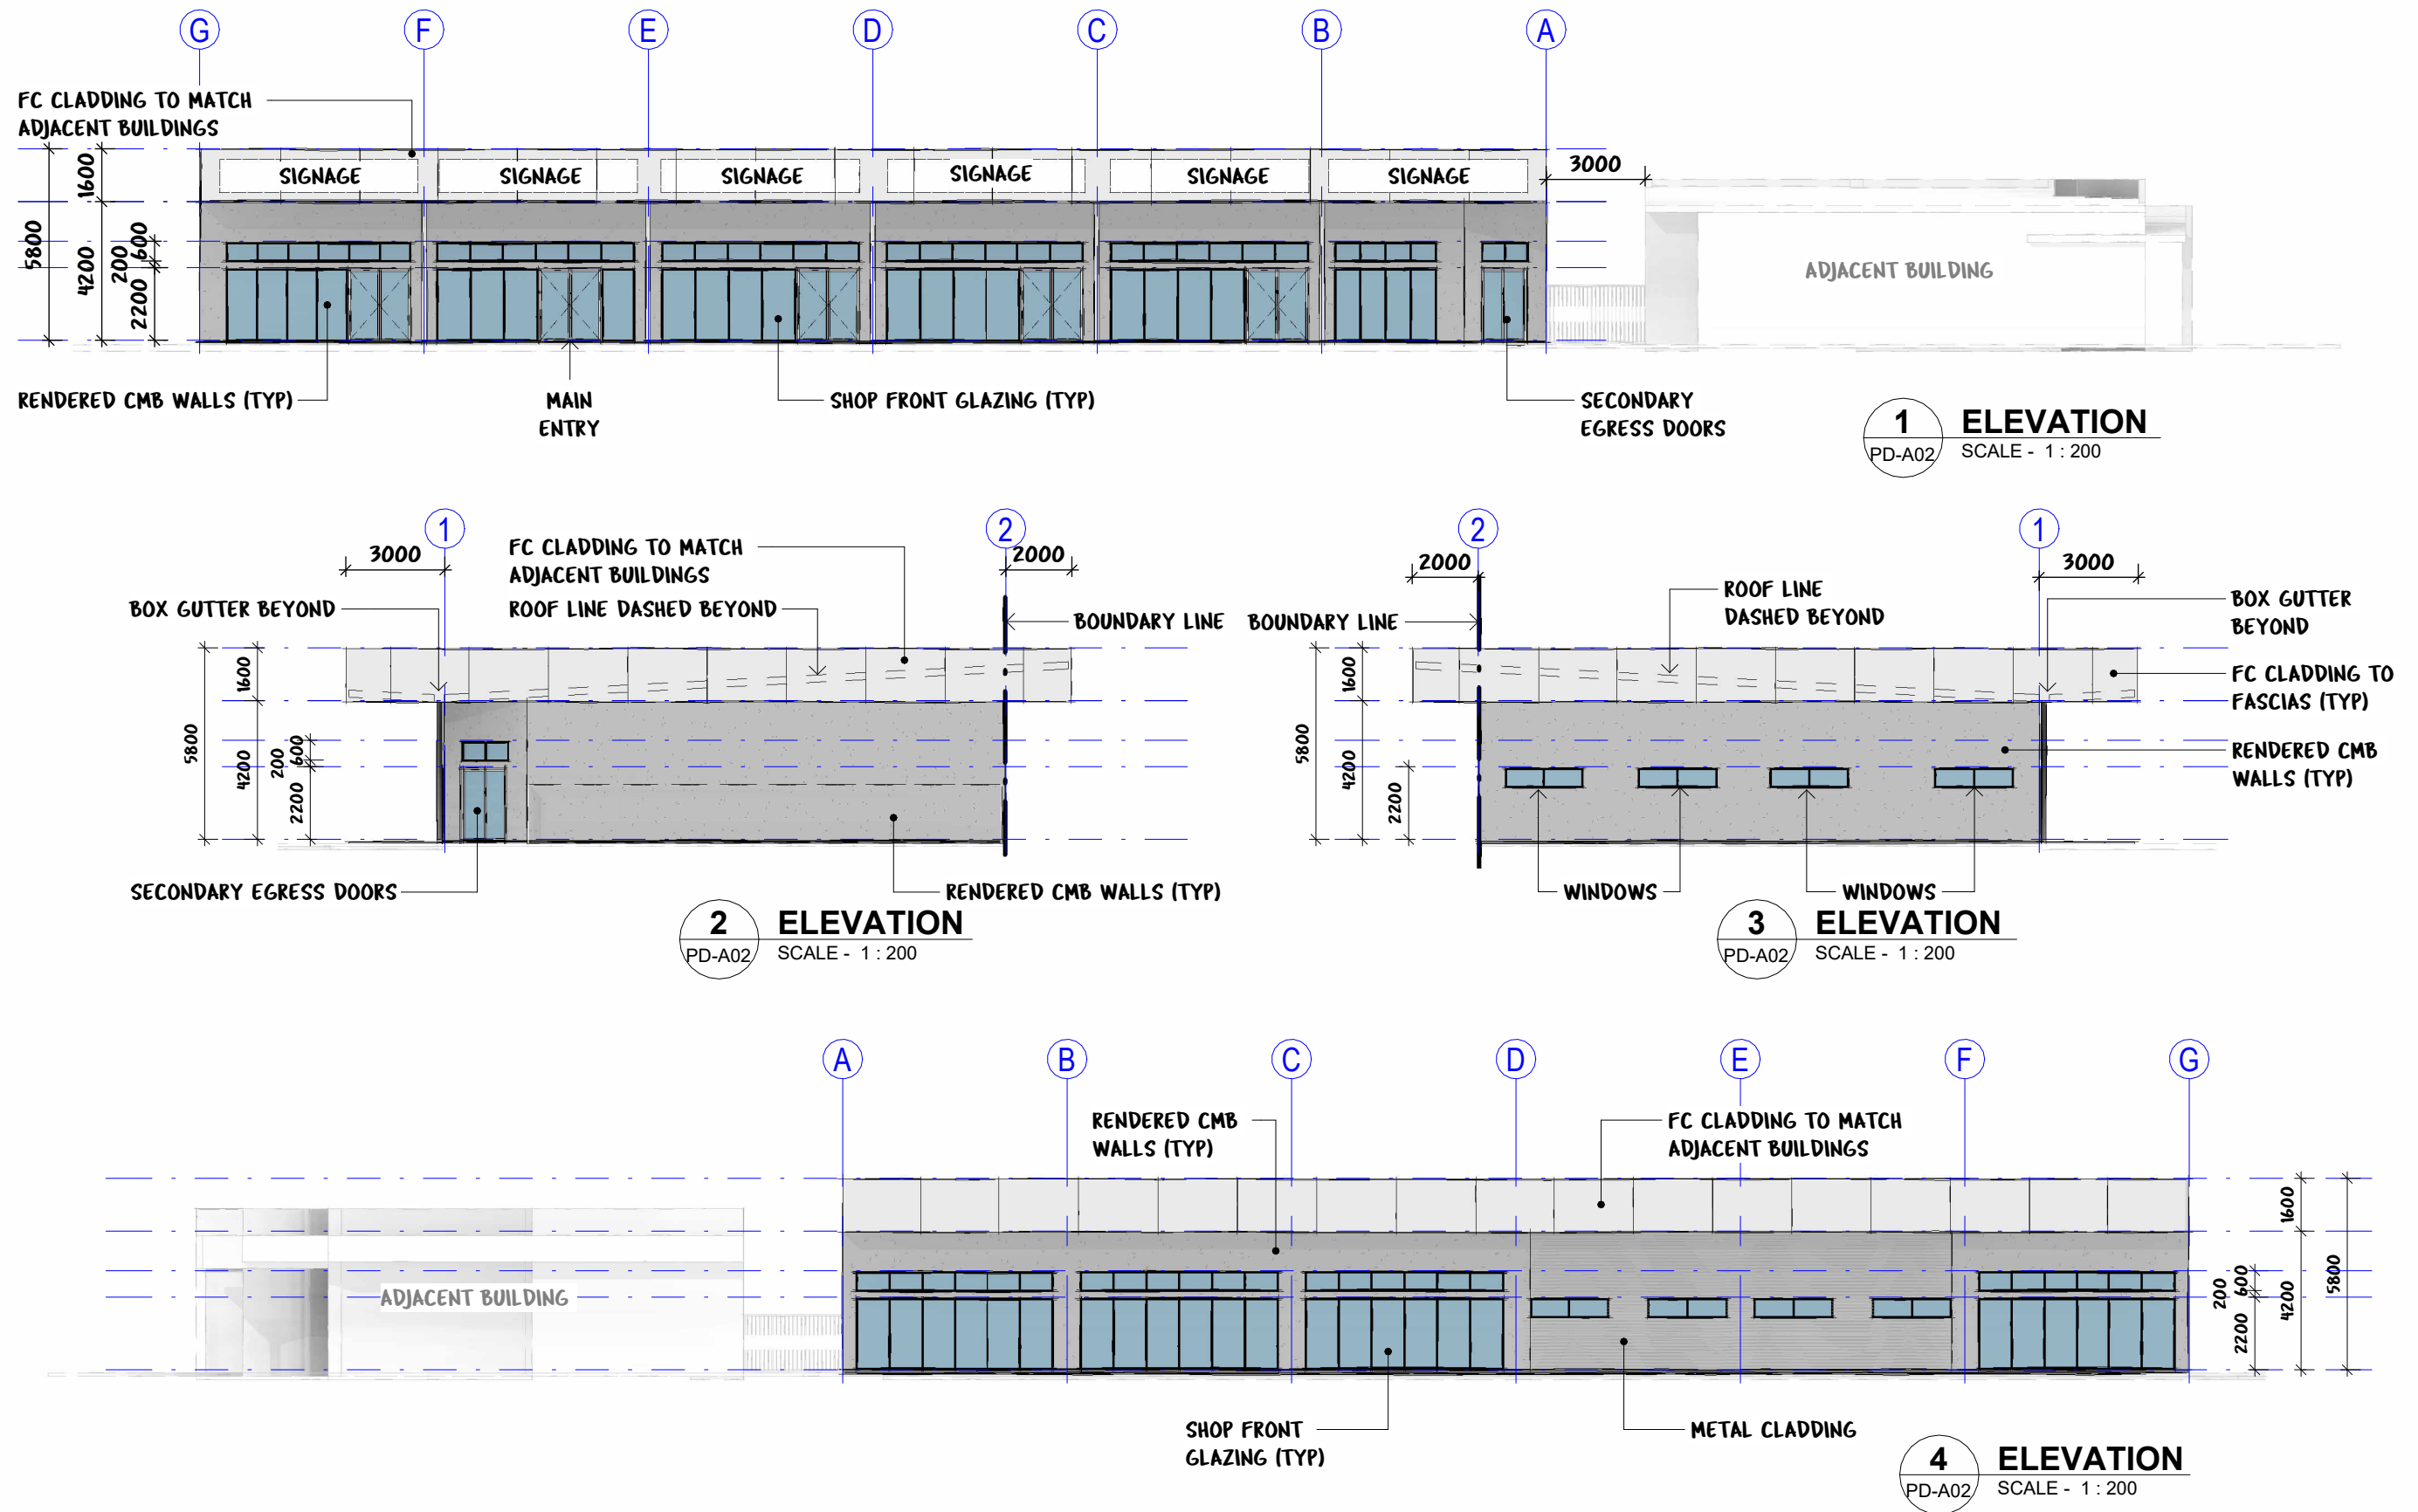 G F E D C B A
FC CLADDING TO MATCH
ADJACENT BUILDINGS
SIGNAGE SIGNAGE SIGNAGE SIGNAGE SIGNAGE SIGNAGE
3000
5800
1600
4200
200
600
2200
ADJACENT BUILDING
RENDERED CMB WALLS (TYP)
MAIN
ENTRY
SHOP FRONT GLAZING (TYP)
SECONDARY
EGRESS DOORS
1 ELEVATION
PD-A02 SCALE - 1 : 200
1 2
3000
2000
FC CLADDING TO MATCH
ADJACENT BUILDINGS
BOX GUTTER BEYOND
ROOF LINE DASHED BEYOND
BOUNDARY LINE
5800
1600
4200
200
600
2200
SECONDARY EGRESS DOORS
RENDERED CMB WALLS (TYP)
2 ELEVATION
PD-A02 SCALE - 1 : 200
2 1
2000
3000
ROOF LINE
DASHED BEYOND
BOUNDARY LINE
BOX GUTTER
BEYOND
5800
1600
4200
2200
FC CLADDING TO
FASCIAS (TYP)
RENDERED CMB
WALLS (TYP)
WINDOWS WINDOWS
3 ELEVATION
PD-A02 SCALE - 1 : 200
A B C D E F G
RENDERED CMB
WALLS (TYP)
FC CLADDING TO MATCH
ADJACENT BUILDINGS
ADJACENT BUILDING
1600
5800
4200
200
600
2200
SHOP FRONT
GLAZING (TYP)
METAL CLADDING
4 ELEVATION
PD-A02 SCALE - 1 : 200